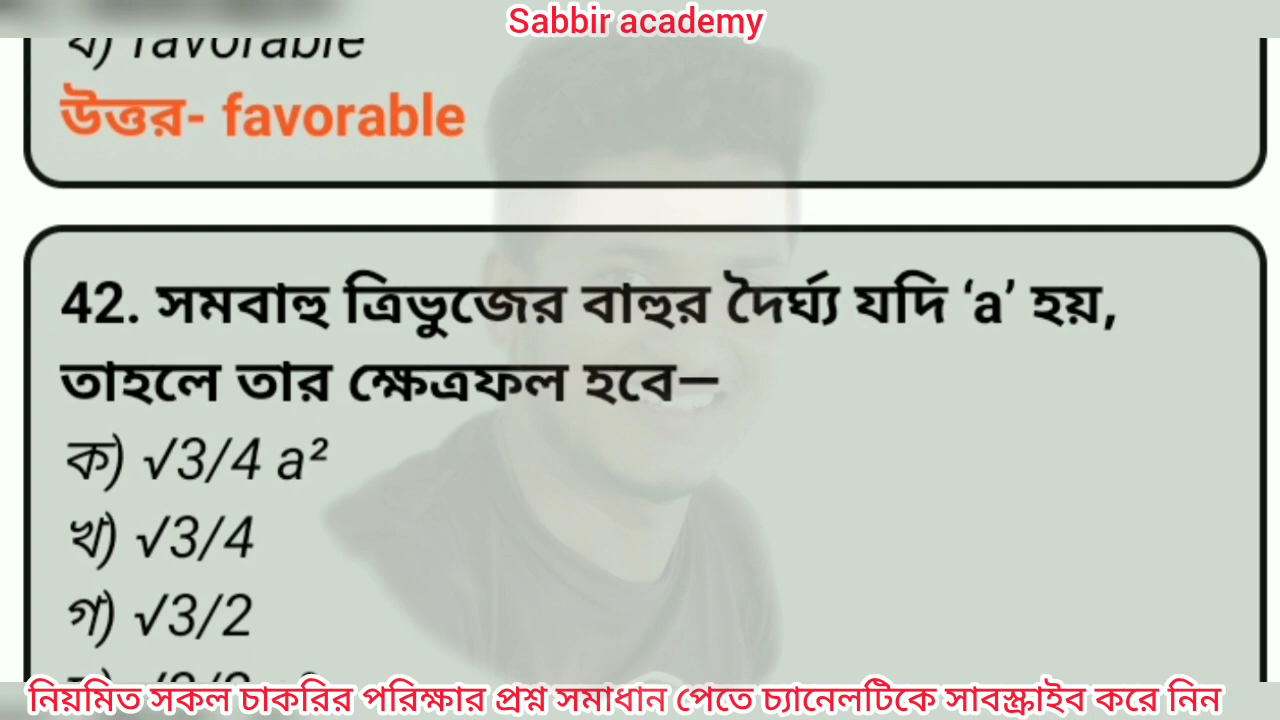 Sabbir academy
favorable
উত্তর- favorable
42. সমবাহু ত্রিভুজের বাহুর দৈর্ঘ্য যদি ‘a’ হয়,
তাহলে তার ক্ষেত্রফল হবে—
ক) √3/4 a²
খ) √3/4
গ) √3/2
নিয়মিত সকল চাকরির পরিক্ষার প্রশ্ন সমাধান পেতে চ্যানেলটিকে সাবস্ক্রাইব করে নিন